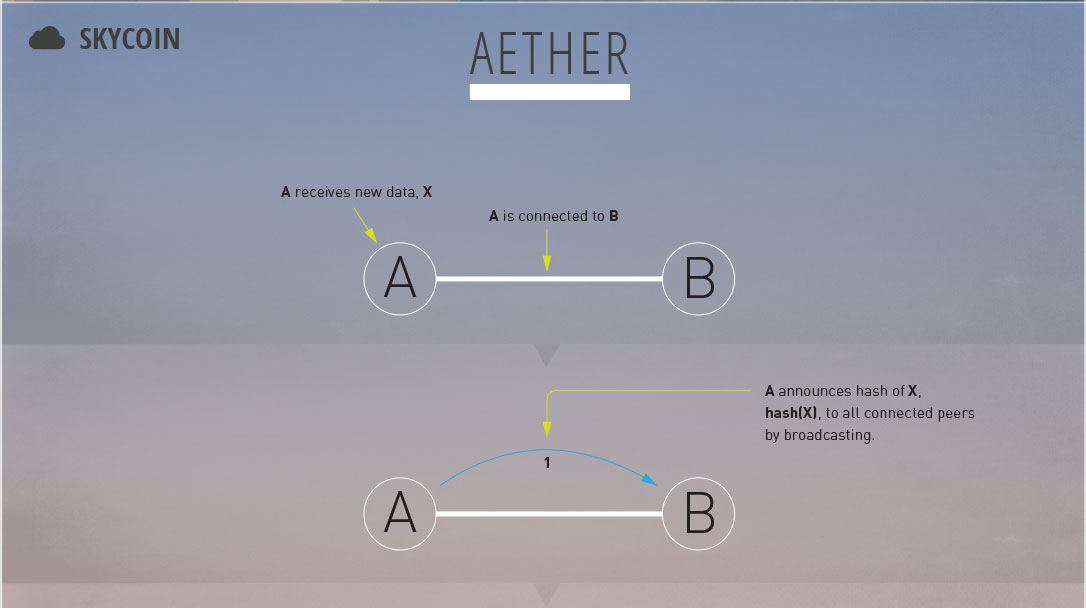 SKYCOIN
AETHER
A receives new data, X
A is connected to B
A
B
A announces hash of X,
hash(X), to all connected peers
by broadcasting.
1
A
B